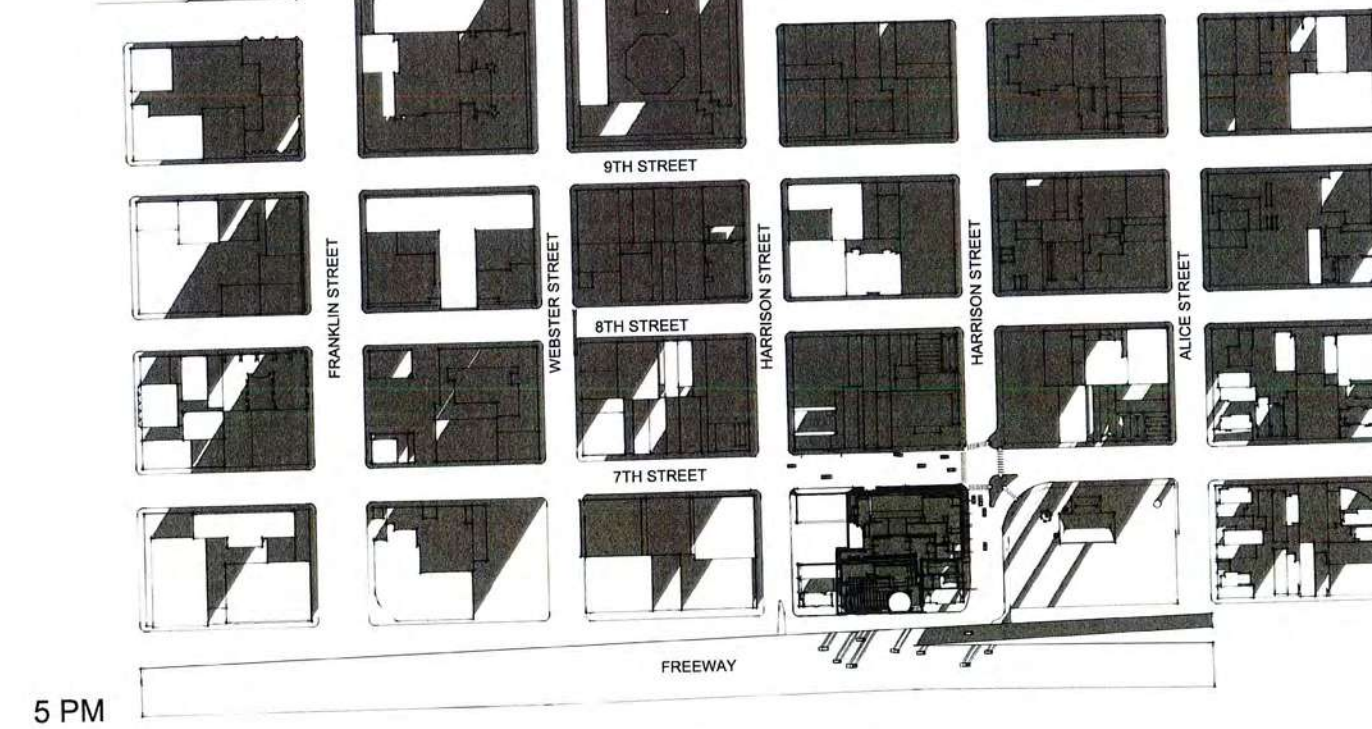 9TH STREET
FRANKLIN STREET
WEBSTER STREET
HARRISON STREET
HARRISON STREET
ALICE STREET
8TH STREET
7TH STREET
FREEWAY
5 PM